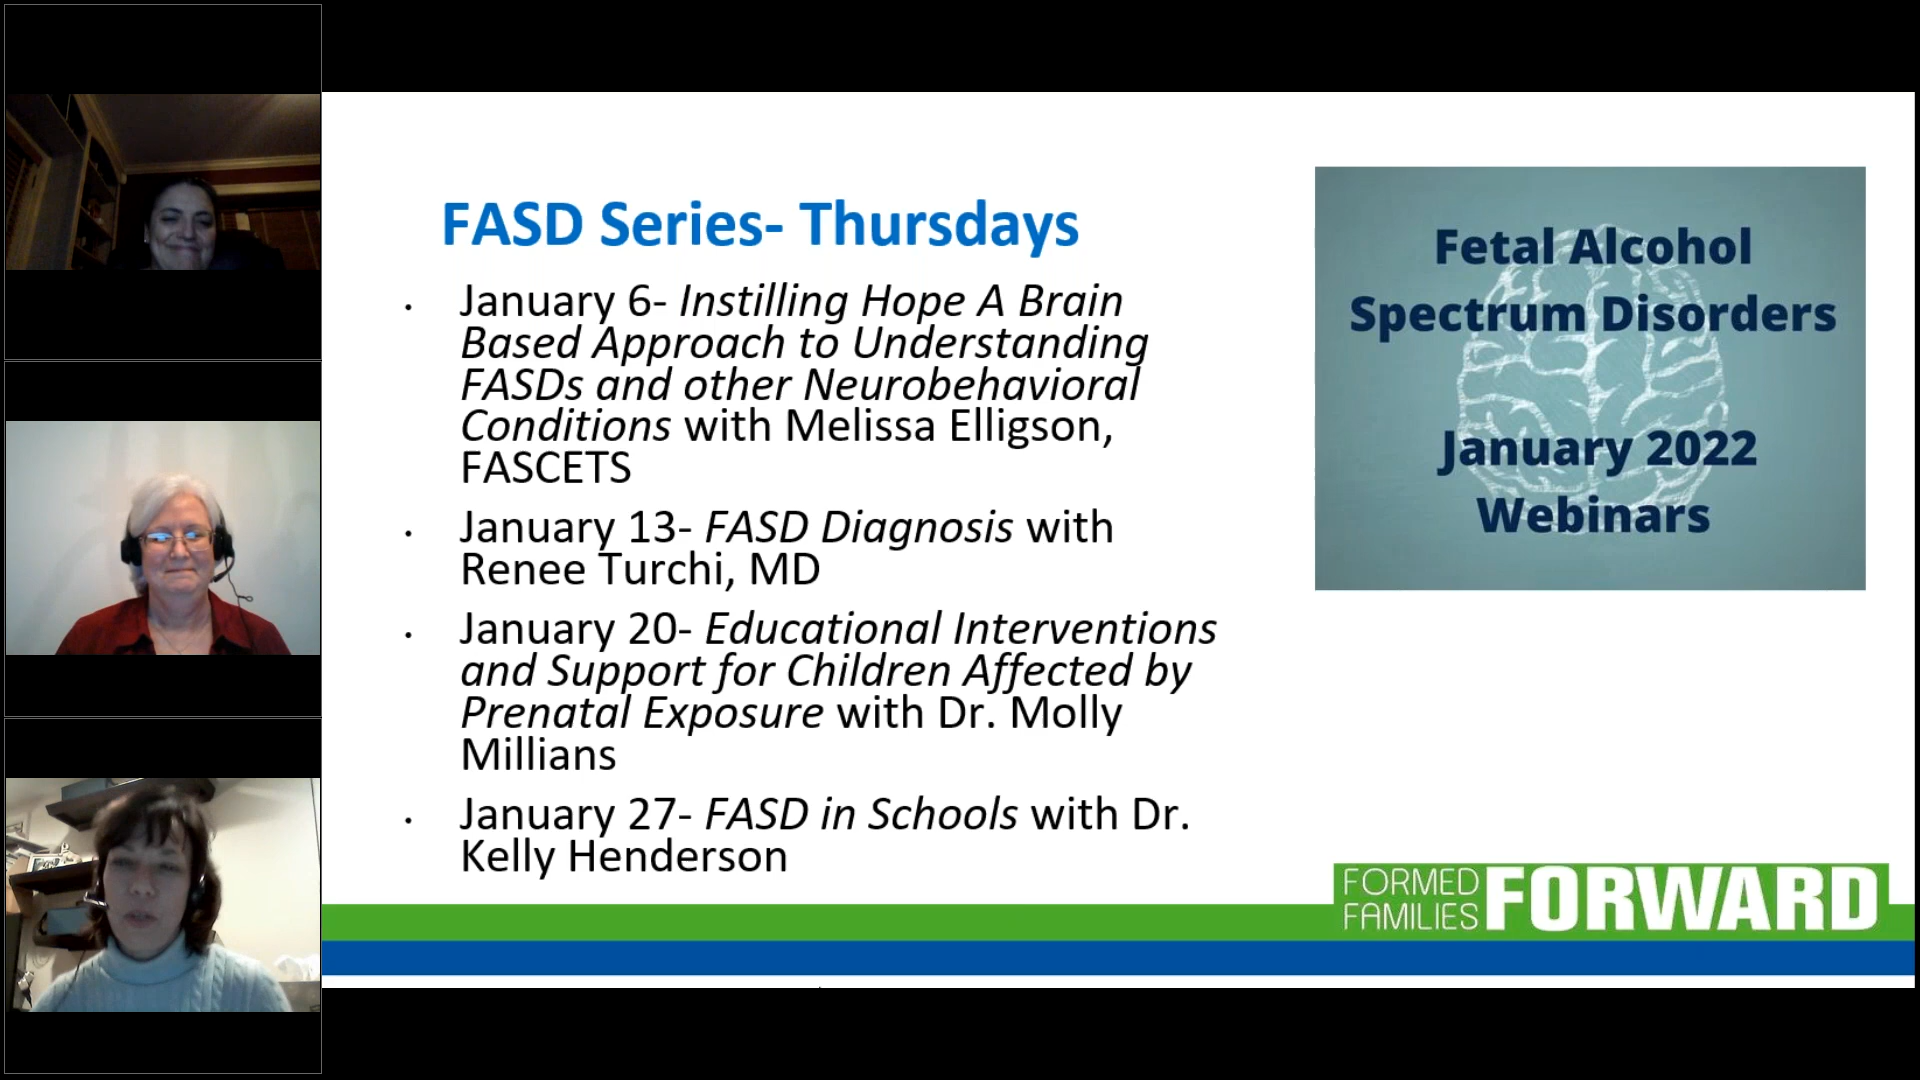 FASD Series- Thursdays
• January 6- Instilling Hope A Brain
Based Approach to Understanding
FASDs and other Neurobehavioral
Conditions with Melissa Elligson,
FASCETS
• January 13- FASD Diagnosis with
Renee Turchi, MD
• January 20- Educational Interventions
and Support for Children Affected by
Prenatal Exposure with Dr. Molly
Millians
• January 27- FASD in Schools with Dr.
Kelly Henderson
Fetal Alcohol
Spectrum Disorders
January 2022
Webinars
FORMED
FAMILIES
FORWARD